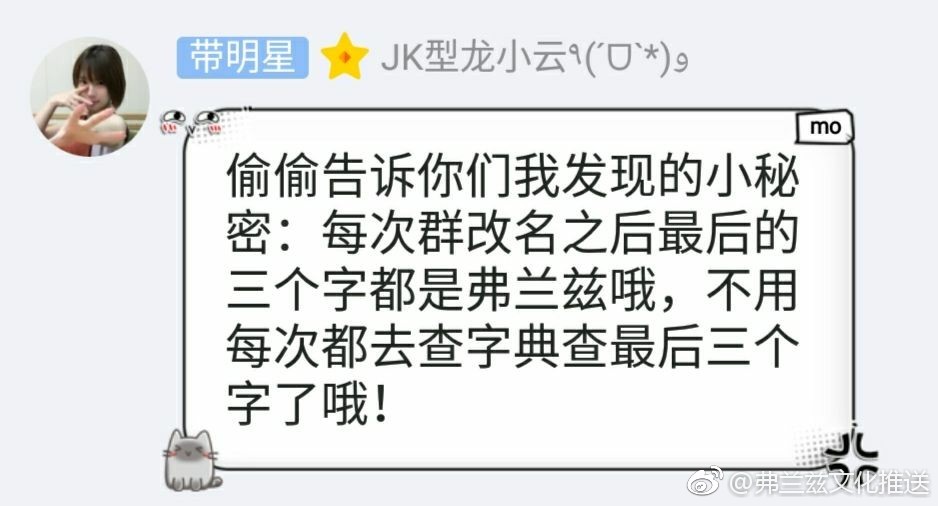 带明星 JK型龙小云٩(ˊᗜˋ*)و
mo
偷偷告诉你们我发现的小秘
密：每次群改名之后最后的
三个字都是弗兰兹哦，不用
每次都去查字典查最后三个
字了哦！
@弗兰兹文化推送